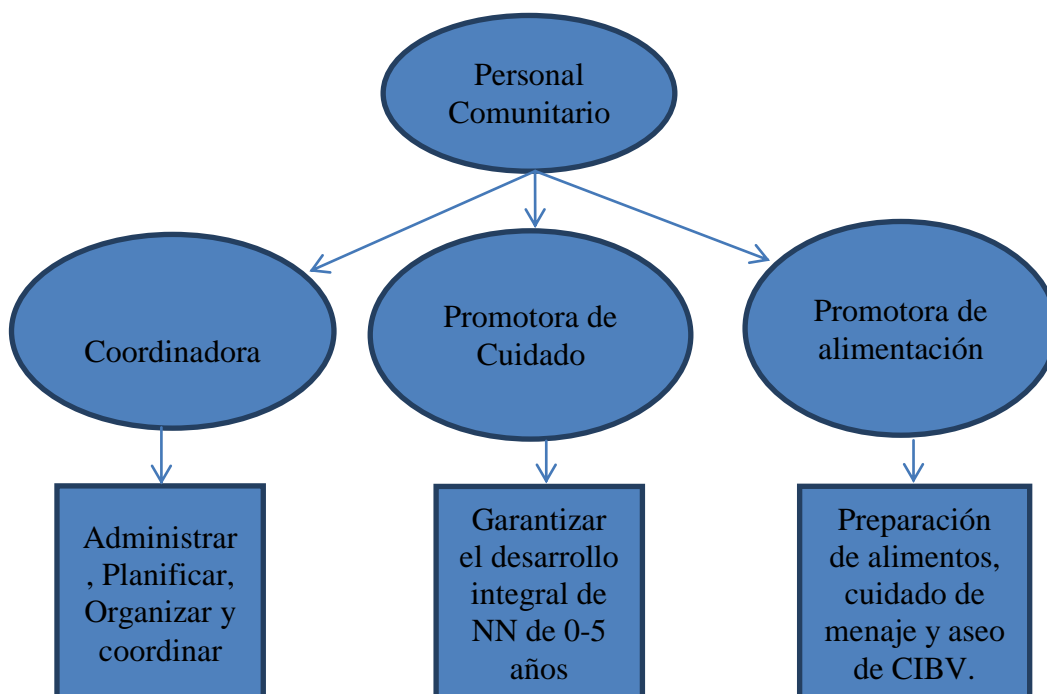 Personal
Comunitario
Coordinadora
Promotora de
Cuidado
Promotora de
alimentación
Administrar
, Planificar,
Organizar y
coordinar
Garantizar
el desarrollo
integral de
NN de 0-5
años
Preparación
de alimentos,
cuidado de
menaje y aseo
de CIBV.